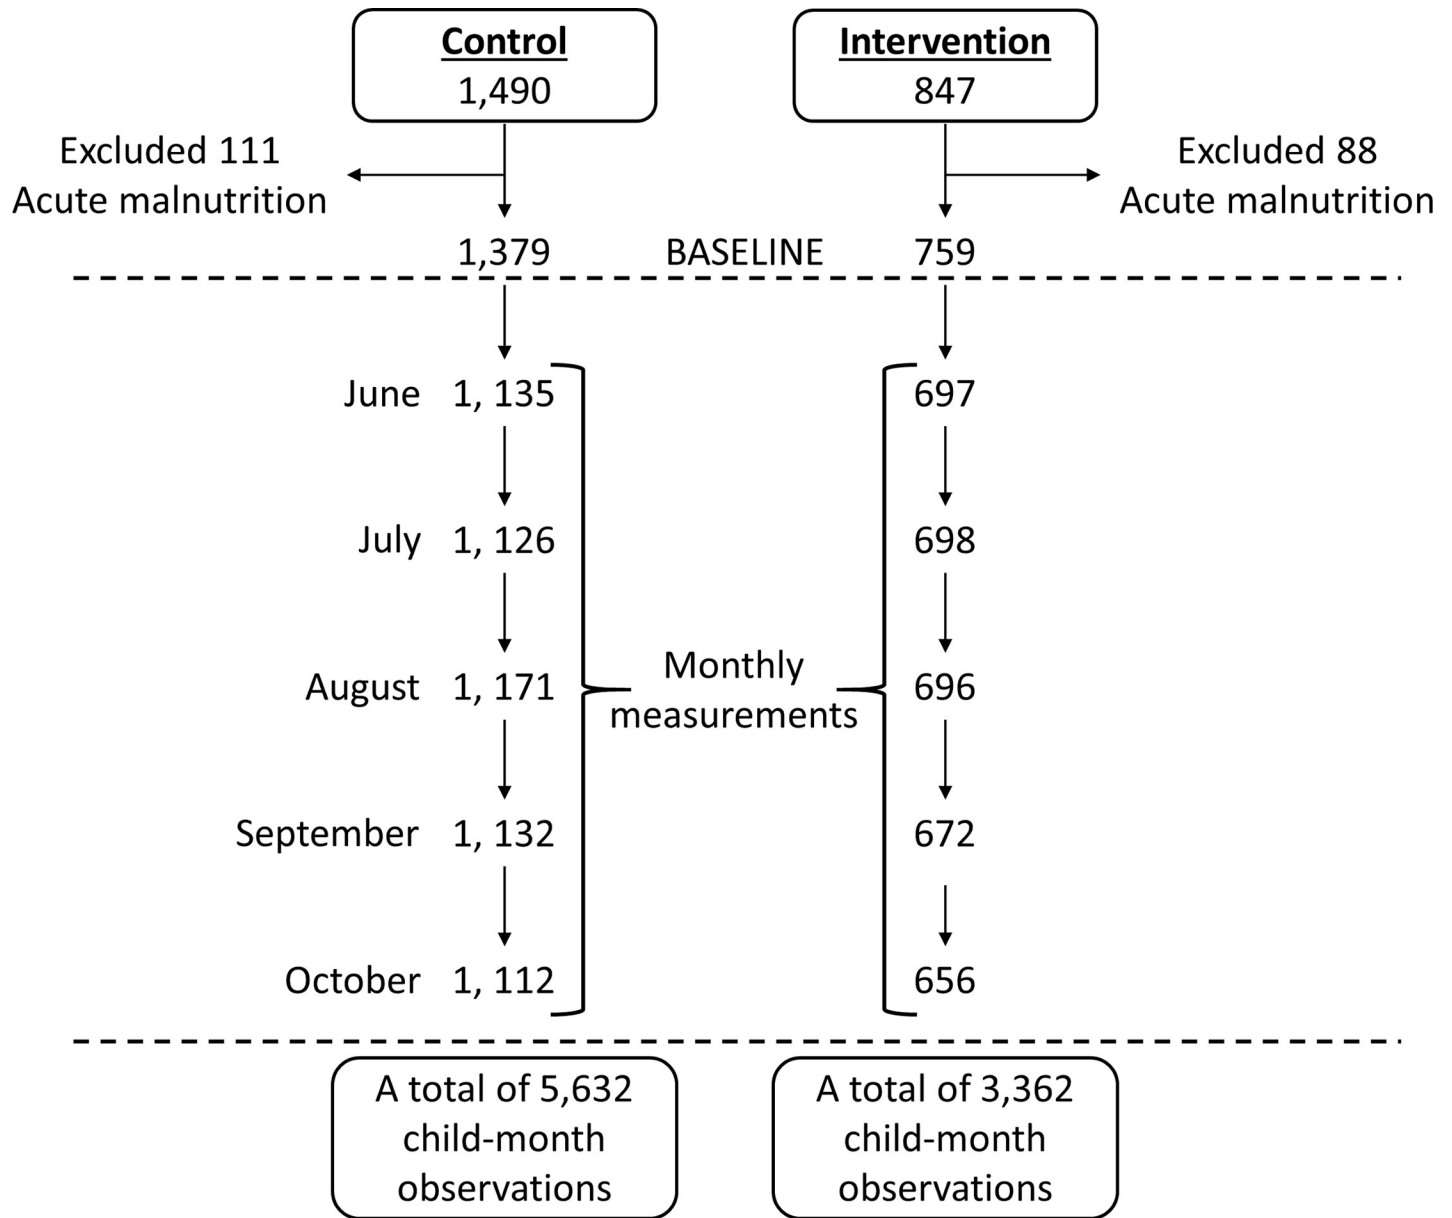 Control
1,490
Intervention
847
Excluded 111
Acute malnutrition
Excluded 88
Acute malnutrition
1,379 BASELINE 759
June 1, 135 697
July 1, 126 698
August 1, 171 696
Monthly
measurements
September 1, 132 672
October 1, 112 656
A total of 5,632
child-month
observations
A total of 3,362
child-month
observations